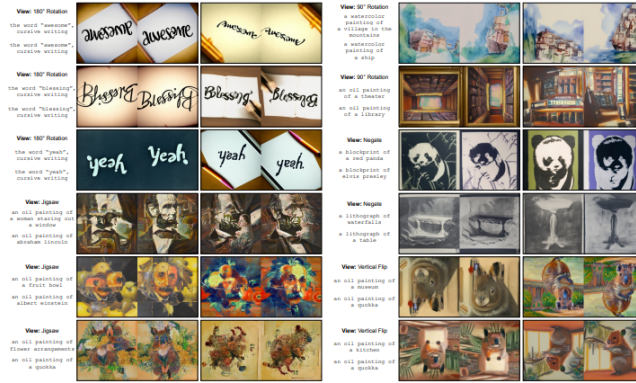 View: 180° Rotation
the word "awesome",
cursive writing
the word "awesome",
cursive writing
awesome
awesome
awesome
awesome
View: 180° Rotation
the word "blessing",
cursive writing
the word "blessing",
cursive writing
Blessing
View: 180° Rotation
the word "yeah",
cursive writing
the word "yeah",
cursive writing
yeah
yeah
yeah
yeah
View: Jigsaw
an oil painting of
a woman staring out
a window
an oil painting of
abraham lincoln
View: Jigsaw
an oil painting of
a fruit bowl
an oil painting of
albert einstein
View: Jigsaw
an oil painting of
flower arrangements
an oil painting of
a quokka
View: 90° Rotation
a watercolor
painting of
a village in the
mountains
a watercolor
painting of
a ship
View: 90° Rotation
an oil painting
of a theater
an oil painting
of a library
View: Negate
a blockprint of
a red panda
a blockprint of
elvis presley
View: Negate
a lithograph of
waterfalls
a lithograph of
a table
View: Vertical Flip
an oil painting of
a museum
an oil painting of
a quokka
View: Vertical Flip
an oil painting of
a kitchen
an oil painting of
a quokka